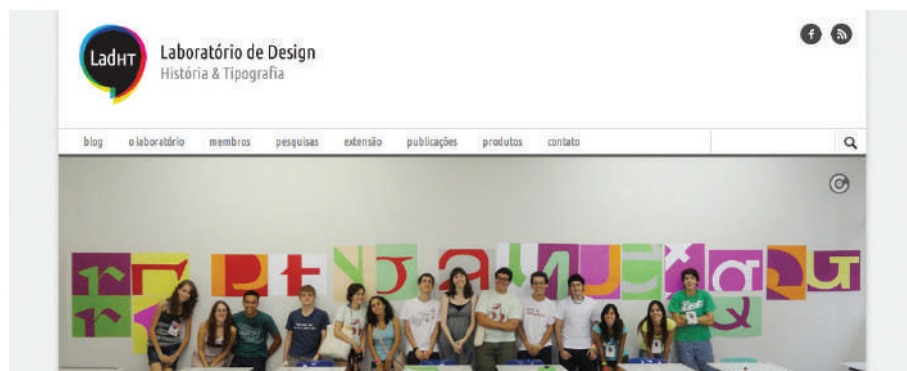 LadHT
Laboratório de Design
História & Tipografia
f
blog o laboratório membros pesquisas extensão publicações produtos contato